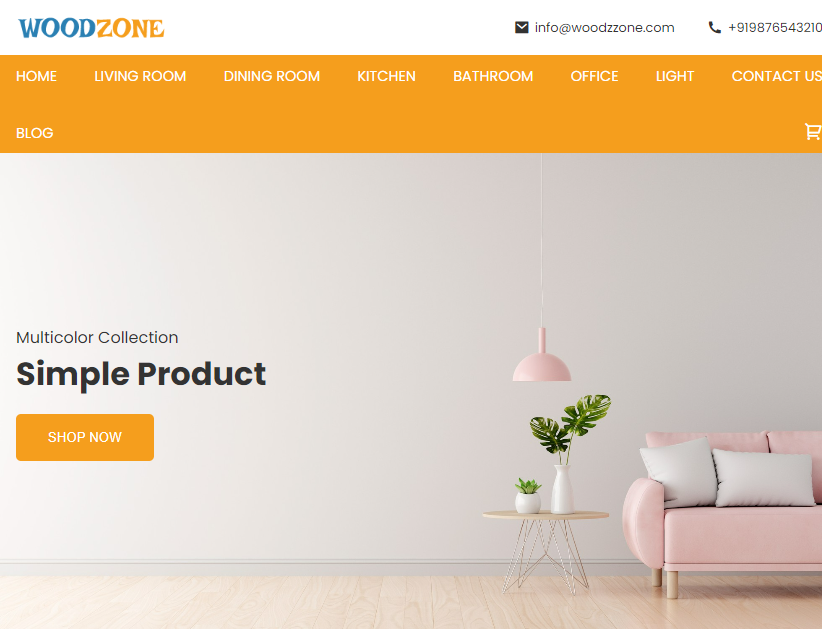 WOODZONE
info@woodzzone.com
+919876543210
HOME LIVING ROOM DINING ROOM KITCHEN BATHROOM OFFICE LIGHT CONTACT US
BLOG
Multicolor Collection
Simple Product
SHOP NOW